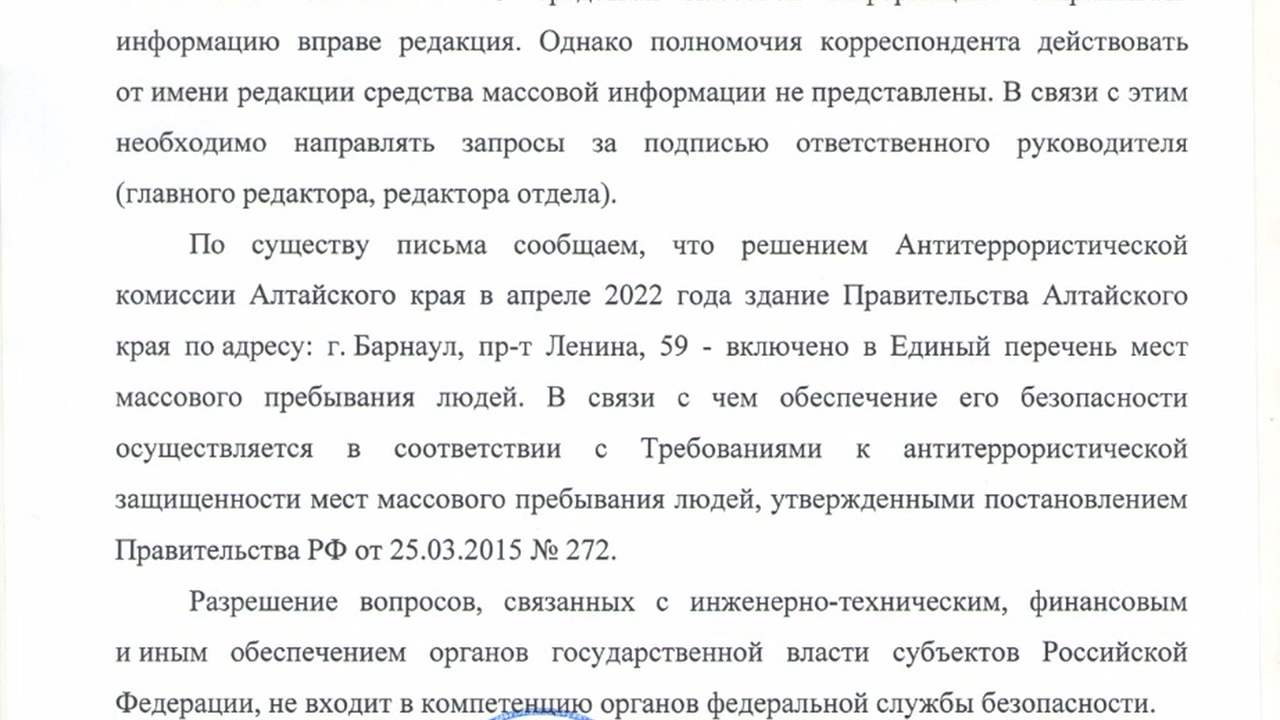 информацию вправе редакция. Однако полномочия корреспондента действовать
от имени редакции средства массовой информации не представлены. В связи с этим
необходимо направлять запросы за подписью ответственного руководителя
(главного редактора, редактора отдела).
По существу письма сообщаем, что решением Антитеррористической
комиссии Алтайского края в апреле 2022 года здание Правительства Алтайского
края по адресу: г. Барнаул, пр-т Ленина, 59 - включено в Единый перечень мест
массового пребывания людей. В связи с чем обеспечение его безопасности
осуществляется в соответствии с Требованиями к антитеррористической
защищенности мест массового пребывания людей, утвержденными постановлением
Правительства РФ от 25.03.2015 № 272.
Разрешение вопросов, связанных с инженерно-техническим, финансовым
и иным обеспечением органов государственной власти субъектов Российской
Федерации, не входит в компетенцию органов федеральной службы безопасности.